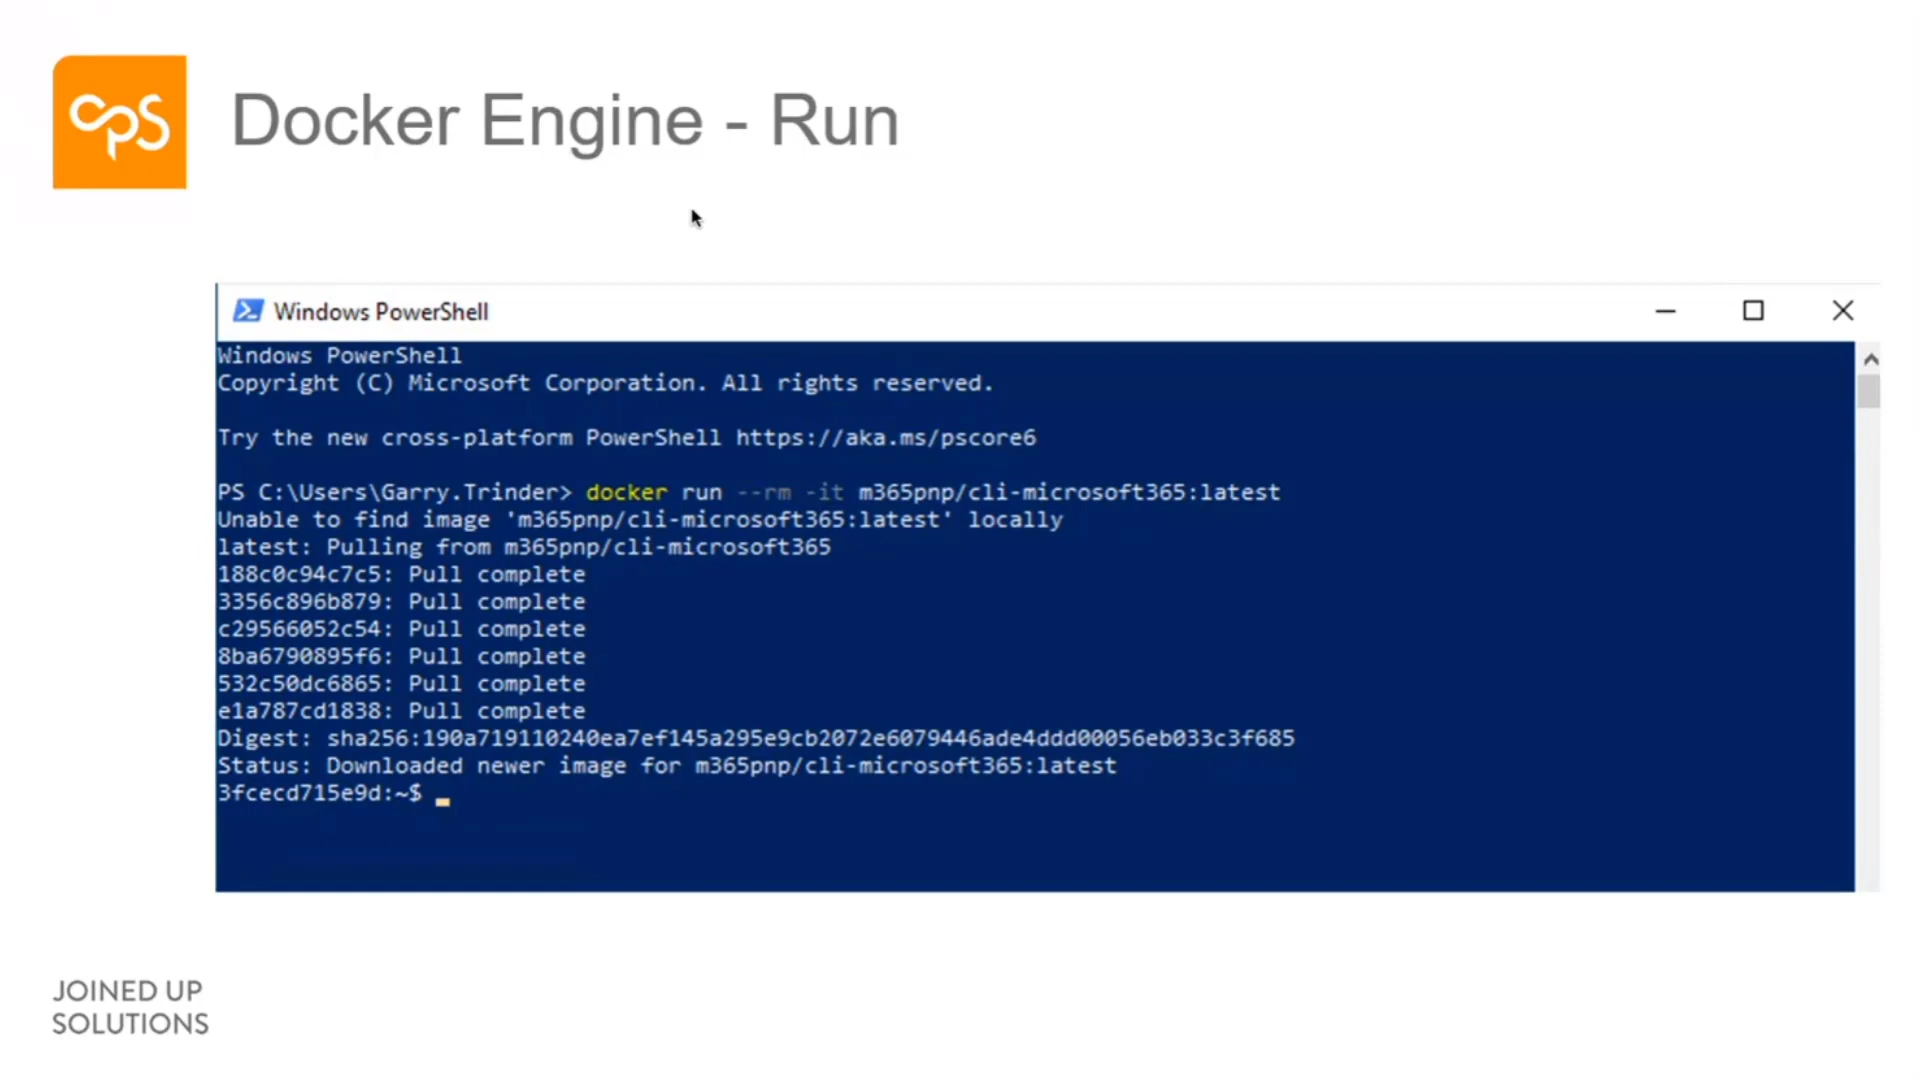 cps
Docker Engine - Run
Windows PowerShell
Windows PowerShell
Copyright (C) Microsoft Corporation. All rights reserved.
Try the new cross-platform PowerShell https://aka.ms/pscore6
PS C:\Users\Garry.Trinder> docker run --rm -it m365pnp/cli-microsoft365:latest
Unable to find image 'm365pnp/cli-microsoft365:latest' locally
latest: Pulling from m365pnp/cli-microsoft365
188c0c94c7c5: Pull complete
3356c896b879: Pull complete
c29566052c54: Pull complete
8ba6790895f6: Pull complete
532c50dc6865: Pull complete
e1a787cd1838: Pull complete
Digest: sha256:190a719110240ea7ef145a295e9cb2072e6079446ade4ddd00056eb033c3f685
Status: Downloaded newer image for m365pnp/cli-microsoft365:latest
3fcecd715e9d:~$
JOINED UP
SOLUTIONS